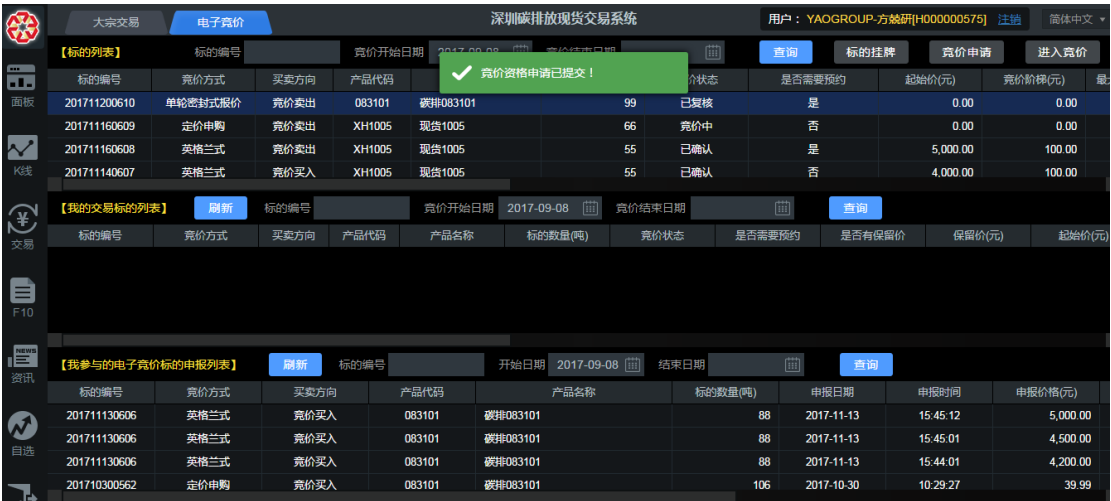 大宗交易 电子竞价 深圳碳排放现货交易系统 用户： YAOGROUP-方兢研[H000000575] 注销 简体中文
【标的列表】 标的编号 竞价开始日期 2017-09-08 竞价结束日期 查询 标的挂牌 竞价申请 进入竞价
竞价资格申请已提交！
标的编号 竞价方式 买卖方向 产品代码 价状态 是否需要预约 起始价(元) 竞价阶梯(元) 最
201711200610 单轮密封式报价 竞价卖出 083101 碳排083101 99 已复核 是 0.00 0.00
201711160609 定价申购 竞价卖出 XH1005 现货1005 66 竞价中 否 0.00 0.00
201711160608 英格兰式 竞价卖出 XH1005 现货1005 55 已确认 是 5,000.00 100.00
201711140607 英格兰式 竞价买入 XH1005 现货1005 55 已确认 否 4,000.00 100.00
【我的交易标的列表】 刷新 标的编号 竞价开始日期 2017-09-08 竞价结束日期 查询
标的编号 竞价方式 买卖方向 产品代码 产品名称 标的数量(吨) 竞价状态 是否需要预约 是否有保留价 保留价(元) 起始价(元)
【我参与的电子竞价标的申报列表】 刷新 标的编号 开始日期 2017-09-08 结束日期 查询
标的编号 竞价方式 买卖方向 产品代码 产品名称 标的数量(吨) 申报日期 申报时间 申报价格(元)
201711130606 英格兰式 竞价买入 083101 碳排083101 88 2017-11-13 15:45:12 5,000.00
201711130606 英格兰式 竞价买入 083101 碳排083101 88 2017-11-13 15:45:01 4,500.00
201711130606 英格兰式 竞价买入 083101 碳排083101 88 2017-11-13 15:44:01 4,200.00
201710300562 定价申购 竞价买入 083101 碳排083101 106 2017-10-30 10:29:27 39.99
面板
K线
交易
F10
NEWS
资讯
自选